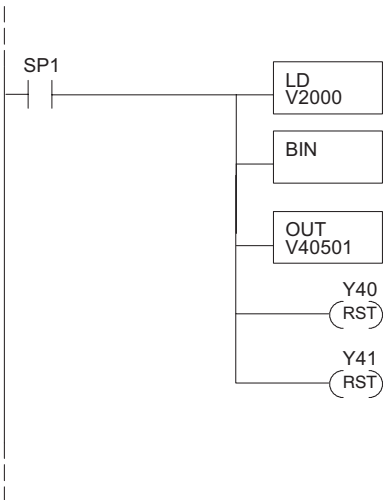 SP1
LD
V2000
BIN
OUT
V40501
Y40
RST
Y41
RST